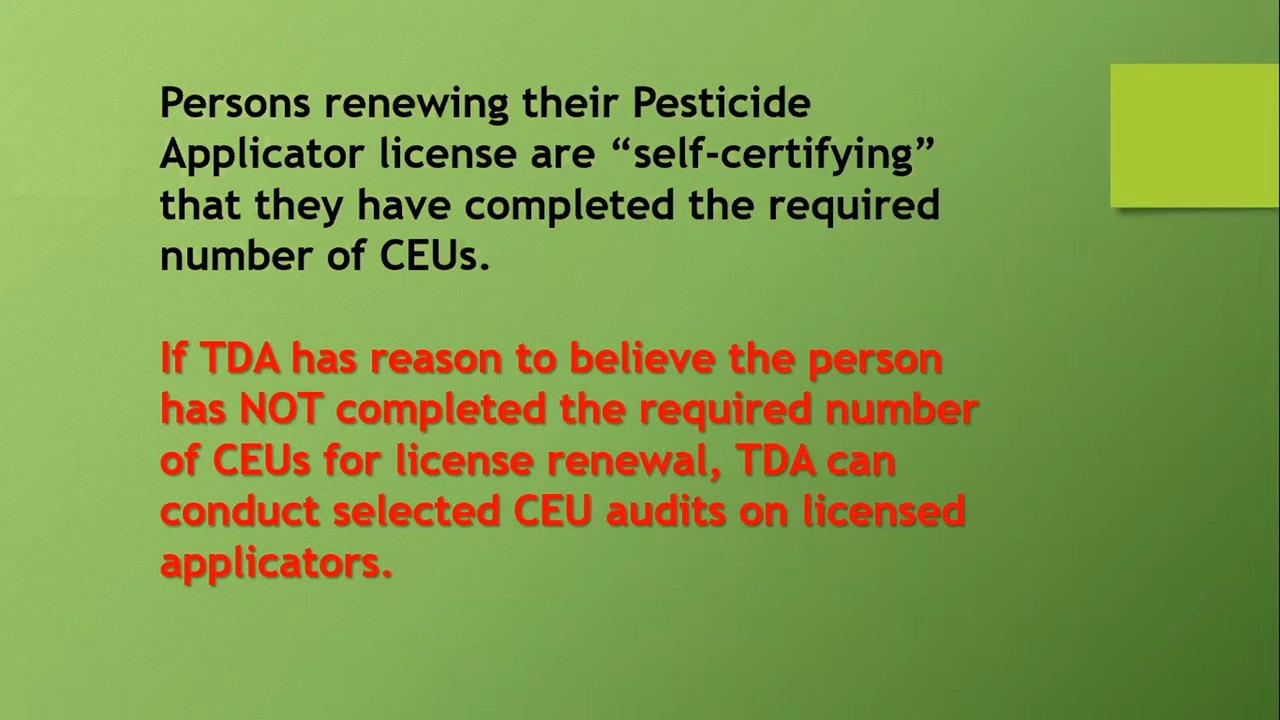 Persons renewing their Pesticide
Applicator license are “self-certifying”
that they have completed the required
number of CEUs.
If TDA has reason to believe the person
has NOT completed the required number
of CEUs for license renewal, TDA can
conduct selected CEU audits on licensed
applicators.